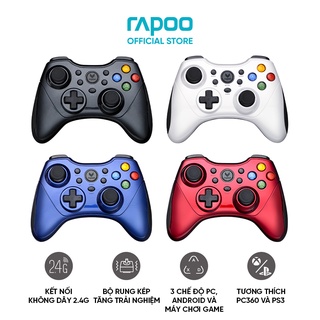 rapoo
OFFICIAL STORE
2.4G
KẾT NỐI
KHÔNG DÂY 2.4G
BỘ RUNG KÉP
TĂNG TRẢI NGHIỆM
3 CHẾ ĐỘ PC,
ANDROID VÀ
MÁY CHƠI GAME
TƯƠNG THÍCH
PC360 VÀ PS3